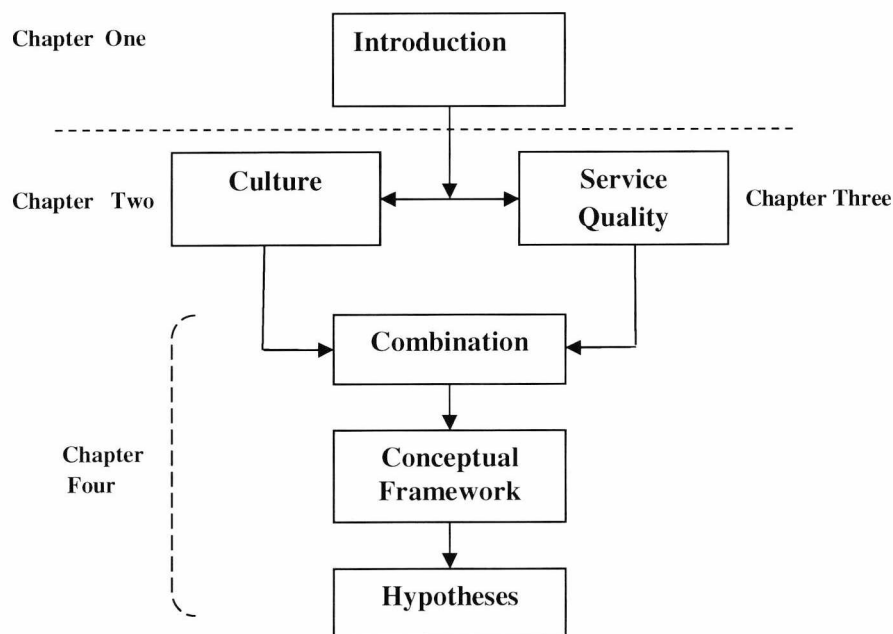 Chapter One
Introduction
Chapter Two
Culture
Service
Quality
Chapter Three
Combination
Chapter
Four
Conceptual
Framework
Hypotheses